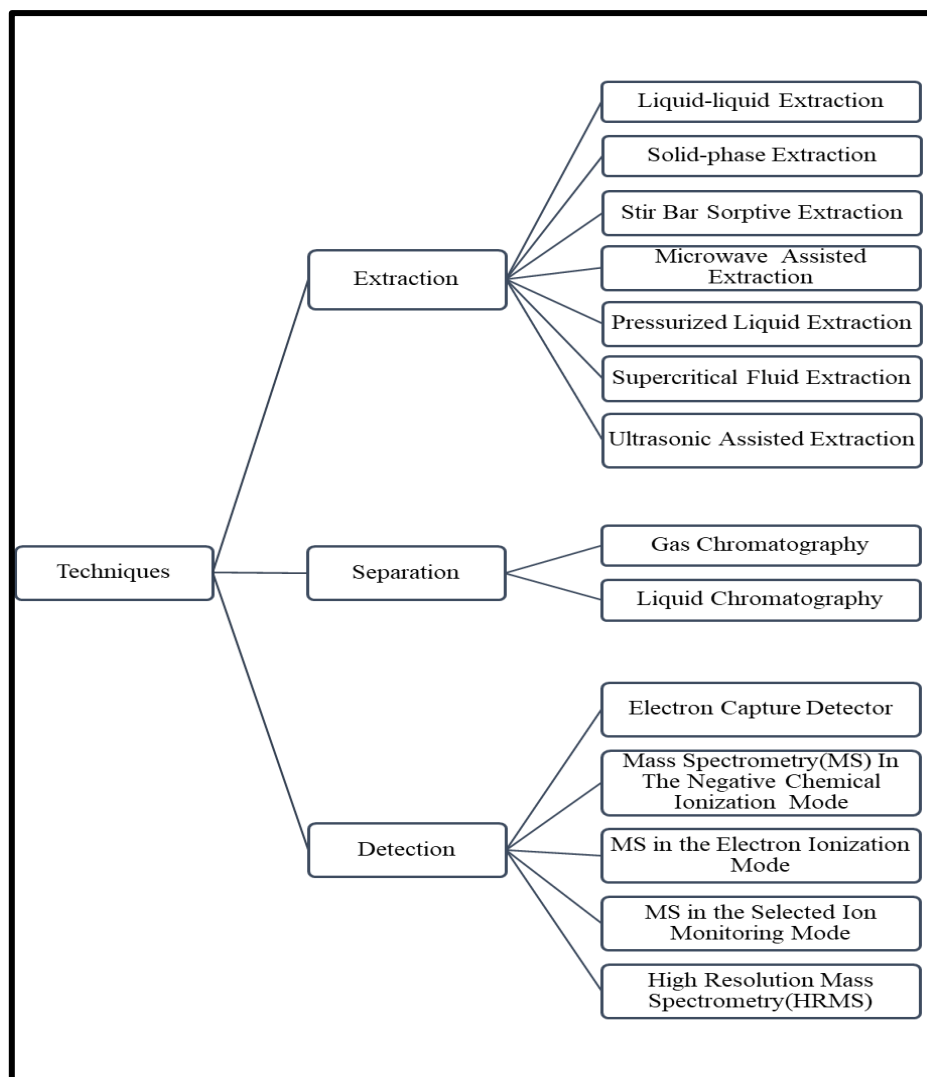 Liquid-liquid Extraction
Solid-phase Extraction
Stir Bar Sorptive Extraction
Microwave Assisted
Extraction
Extraction
Pressurized Liquid Extraction
Supercritical Fluid Extraction
Ultrasonic Assisted Extraction
Techniques
Separation
Gas Chromatography
Liquid Chromatography
Detection
Electron Capture Detector
Mass Spectrometry(MS) In
The Negative Chemical
Ionization Mode
MS in the Electron Ionization
Mode
MS in the Selected Ion
Monitoring Mode
High Resolution Mass
Spectrometry(HRMS)